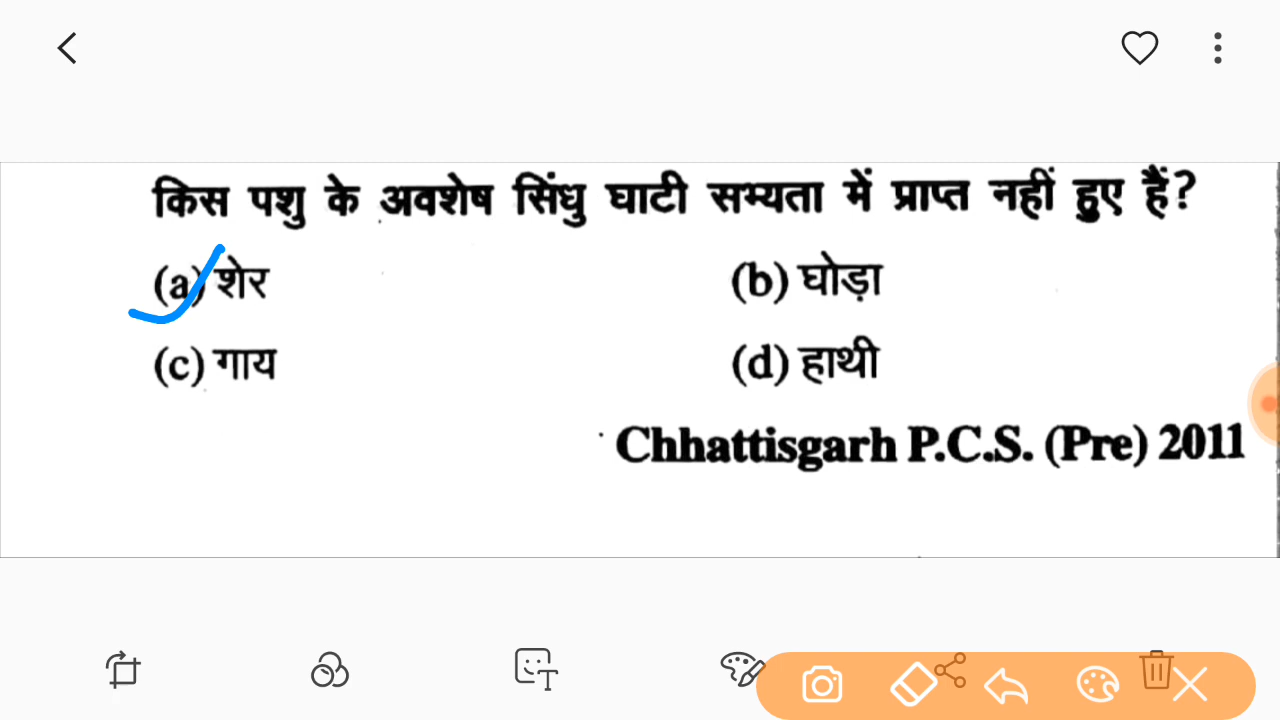 किस पशु के अवशेष सिंधु घाटी सभ्यता में प्राप्त नहीं हुए हैं?
(a) शेर (b) घोड़ा
(c) गाय (d) हाथी
Chhattisgarh P.C.S. (Pre) 2011
T